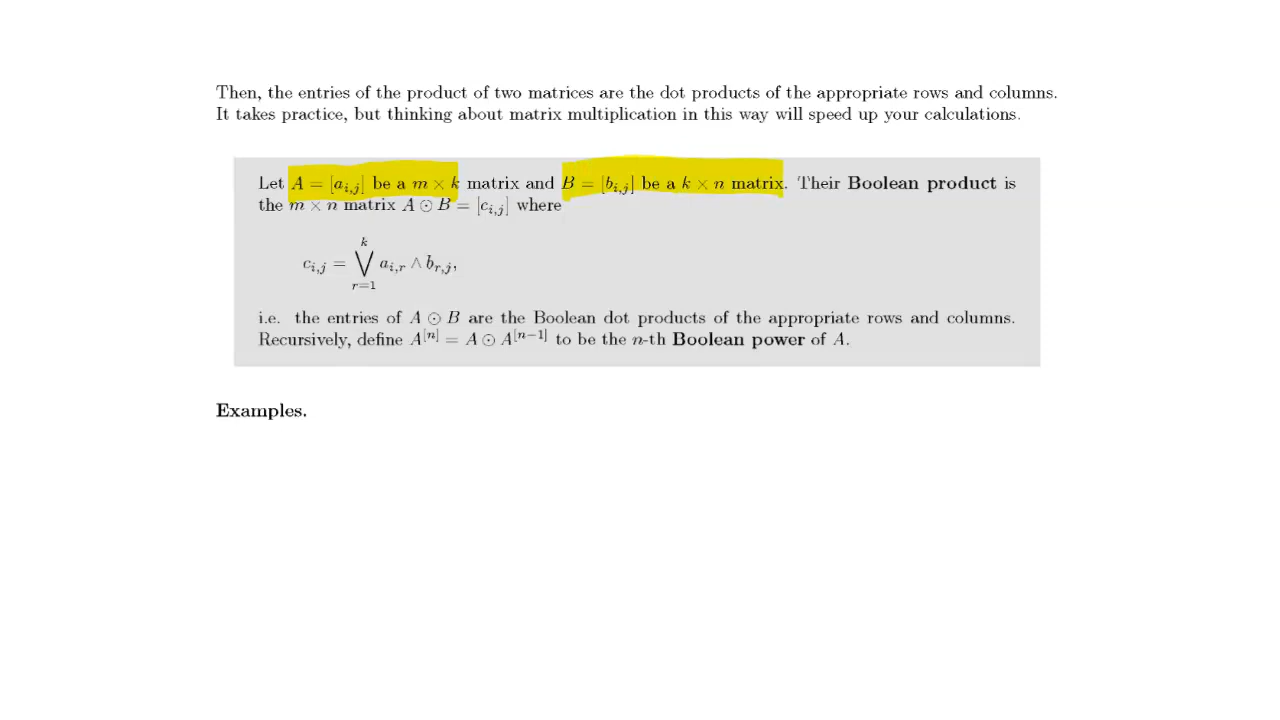 Then, the entries of the product of two matrices are the dot products of the appropriate rows and columns.
It takes practice, but thinking about matrix multiplication in this way will speed up your calculations.
Let A = [a_{i,j}] be a m × k matrix and B = [b_{i,j}] be a k × n matrix. Their Boolean product is
the m × n matrix A ⊙ B = [c_{i,j}] where
c_{i,j} = ⋁_{r=1}^{k} a_{i,r} ∧ b_{r,j},
i.e. the entries of A ⊙ B are the Boolean dot products of the appropriate rows and columns.
Recursively, define A^{[n]} = A ⊙ A^{[n−1]} to be the n-th Boolean power of A.
Examples.